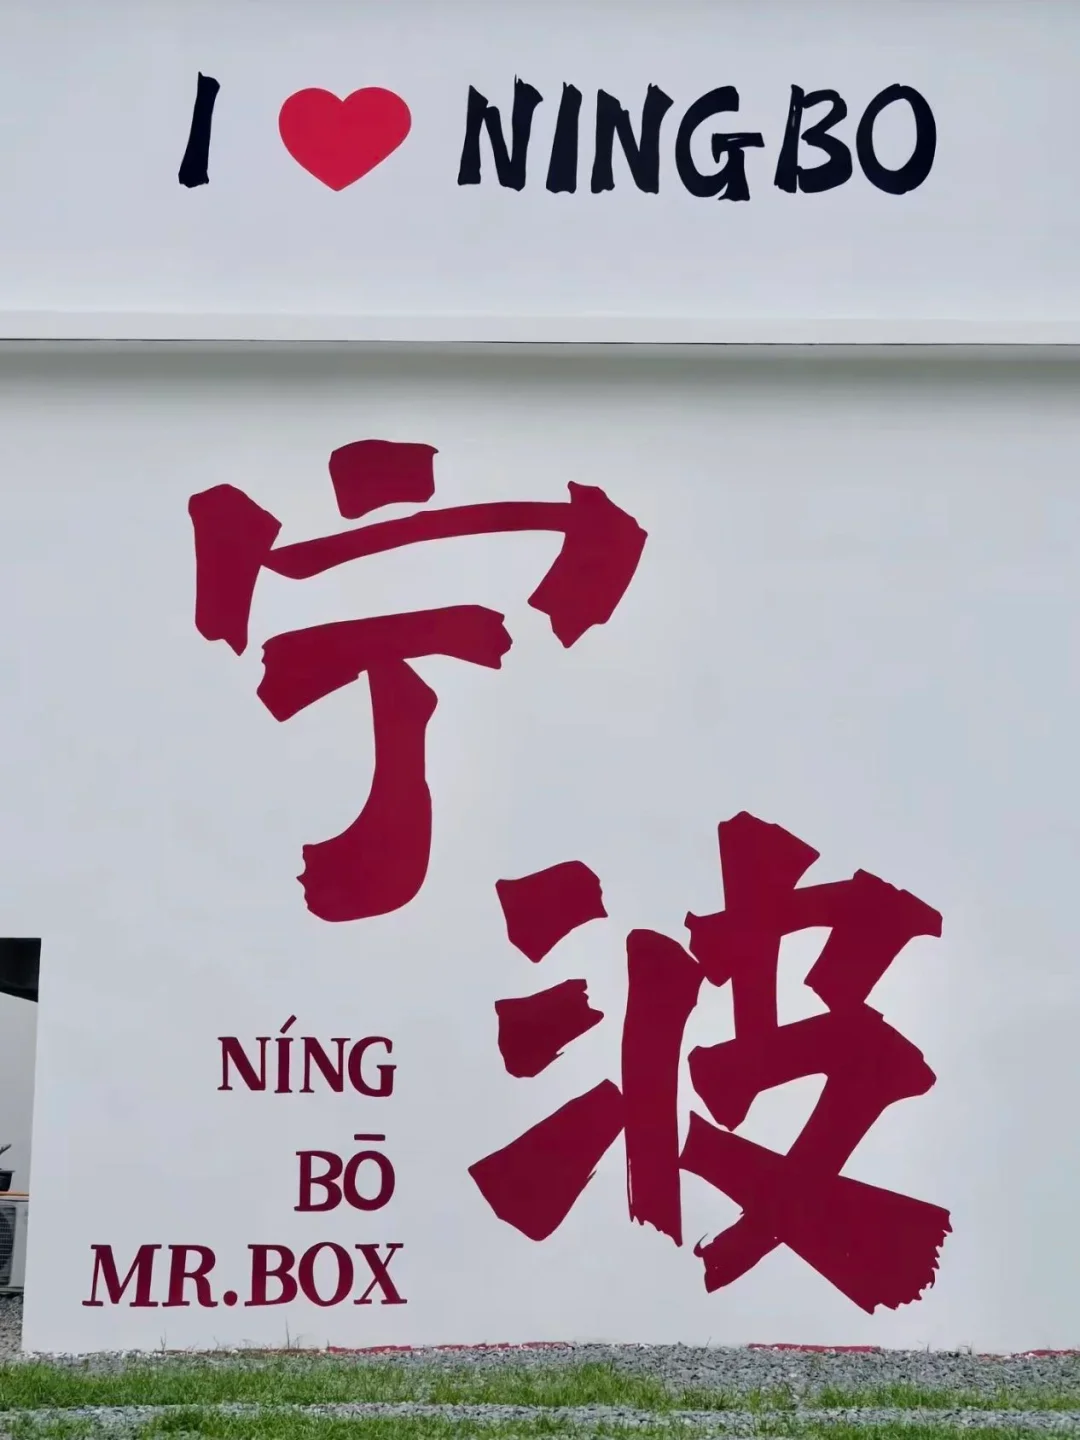 I ❤ NINGBO
宁波
NÍNG
BŌ
MR.BOX